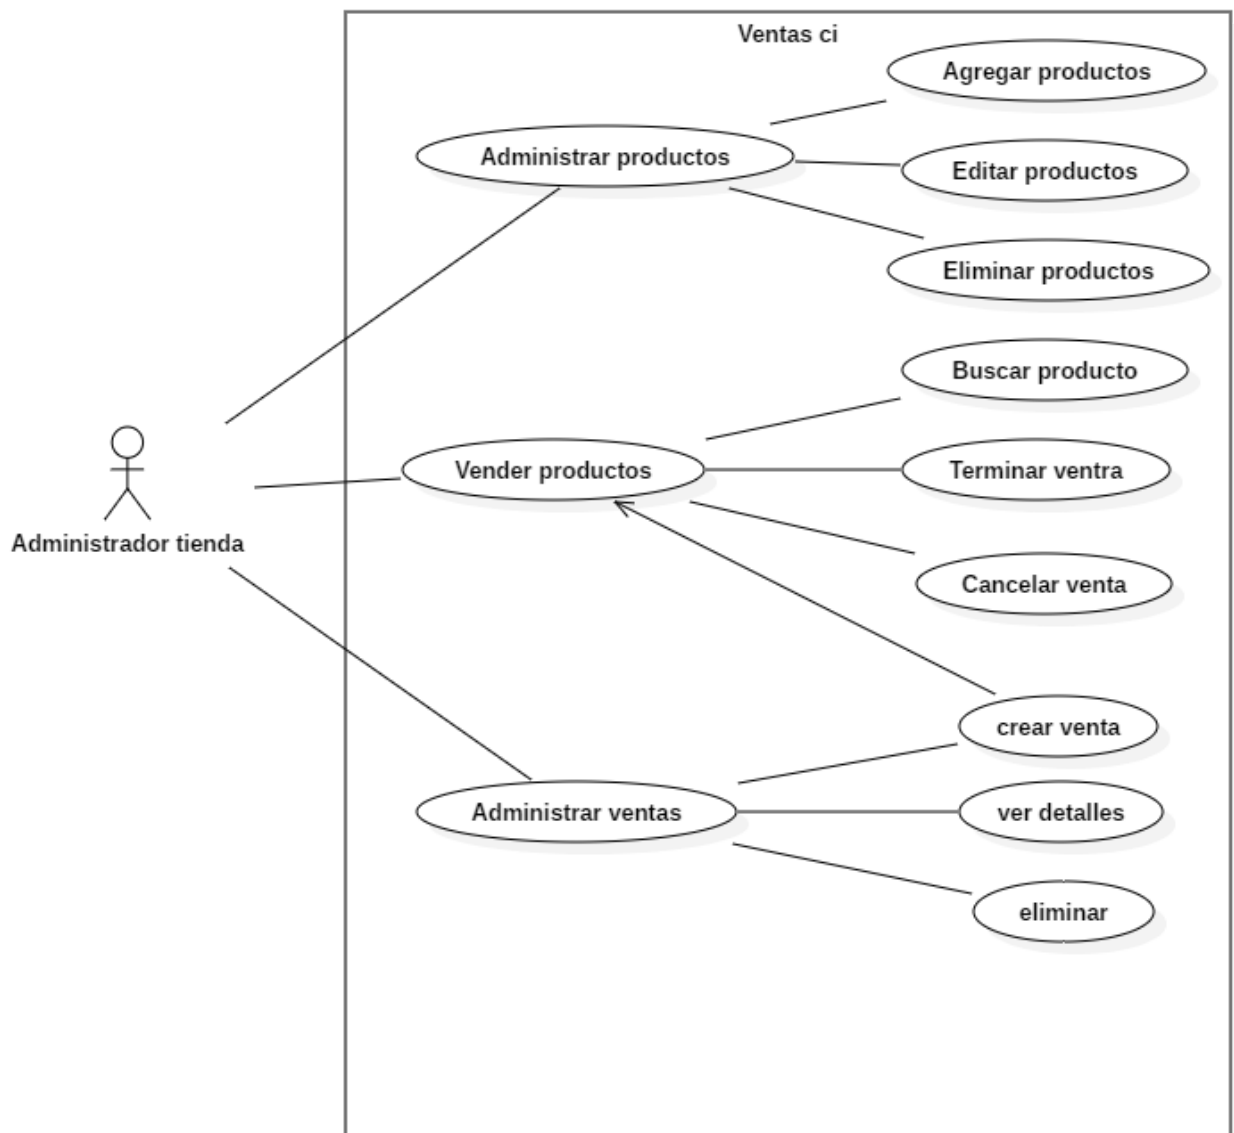 Ventas ci
Agregar productos
Administrar productos
Editar productos
Eliminar productos
Buscar producto
Vender productos
Terminar ventra
Administrador tienda
Cancelar venta
crear venta
Administrar ventas
ver detalles
eliminar